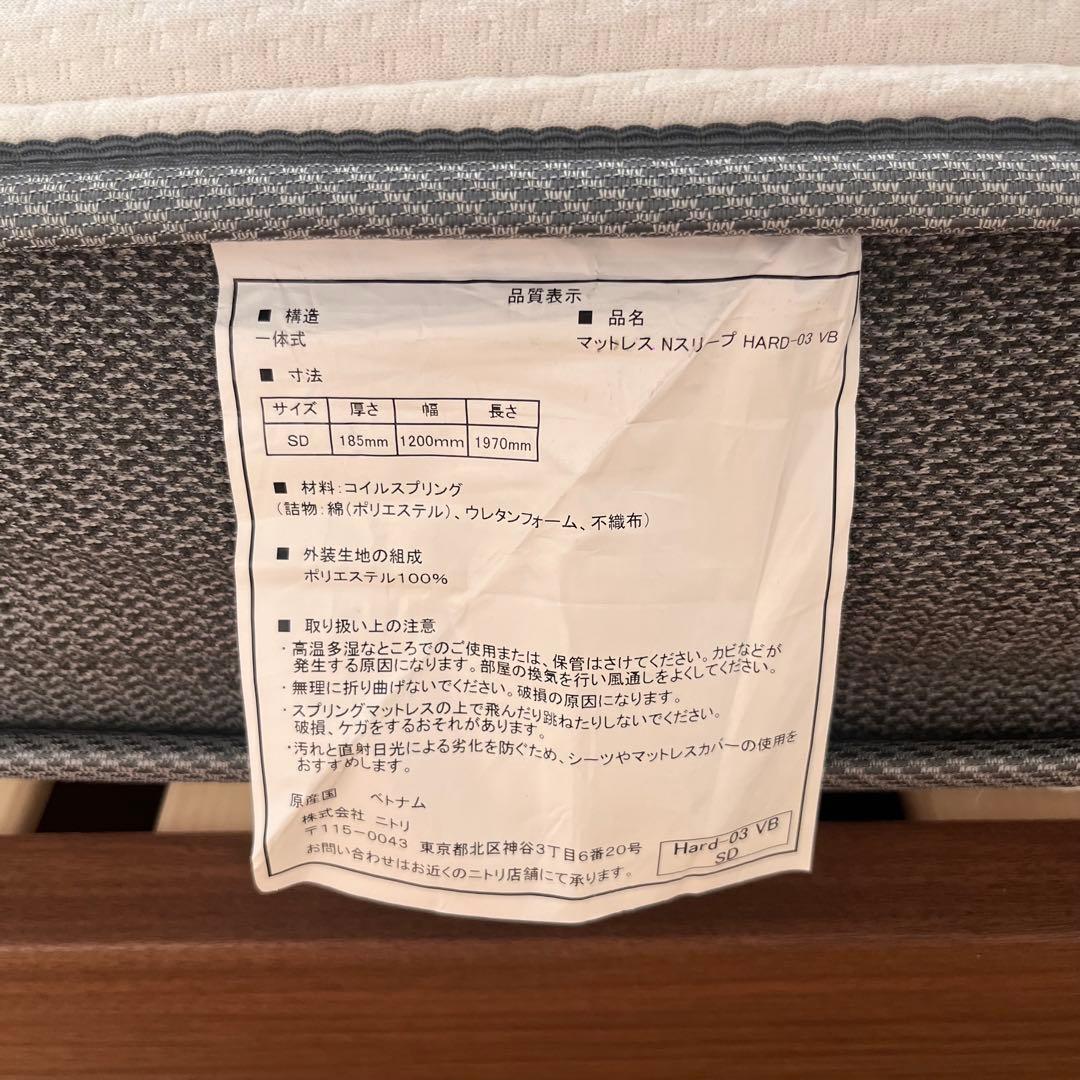 品質表示
■ 構造
一体式
■ 品名
マットレス Nスリープ HARD-03 VB
■ 寸法
サイズ 厚さ 幅 長さ
SD 185mm 1200mm 1970mm
■ 材料:コイルスプリング
(詰物:綿(ポリエステル)、ウレタンフォーム、不織布)
■ 外装生地の組成
ポリエステル100%
■ 取り扱い上の注意
・高温多湿なところでのご使用または、保管はさけてください。カビなどが
発生する原因になります。部屋の換気を行い風通しをよくしてください。
・無理に折り曲げないでください。破損の原因になります。
・スプリングマットレスの上で飛んだり跳ねたりしないでください。
破損、ケガをするおそれがあります。
・汚れと直射日光による劣化を防ぐため、シーツやマットレスカバーの使用を
おすすめします。
原産国 ベトナム
株式会社 ニトリ
〒115-0043 東京都北区神谷3丁目6番20号
お問い合わせはお近くのニトリ店舗にて承ります。
Hard-03 VB
SD